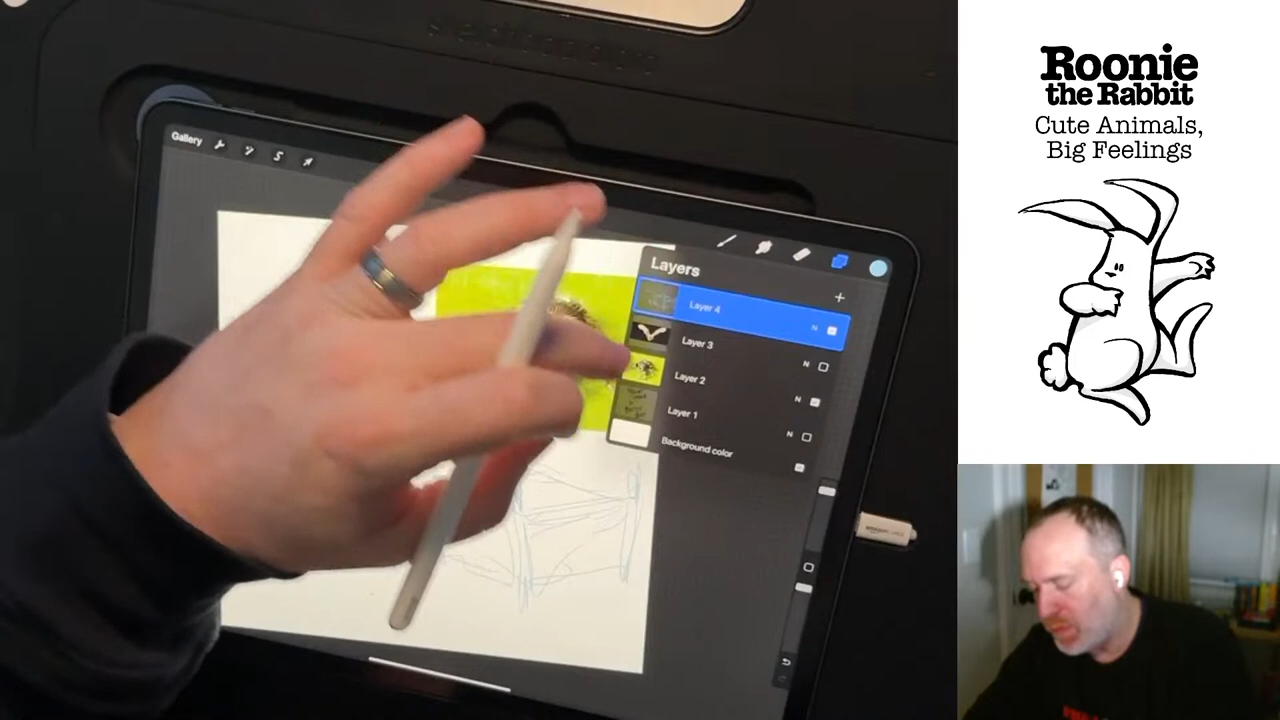 sketchboardpro
Gallery
Layers
Layer 4
N
Layer 3
N
Layer 2
N
Layer 1
N
Background color
Roonie
the Rabbit
Cute Animals,
Big Feelings